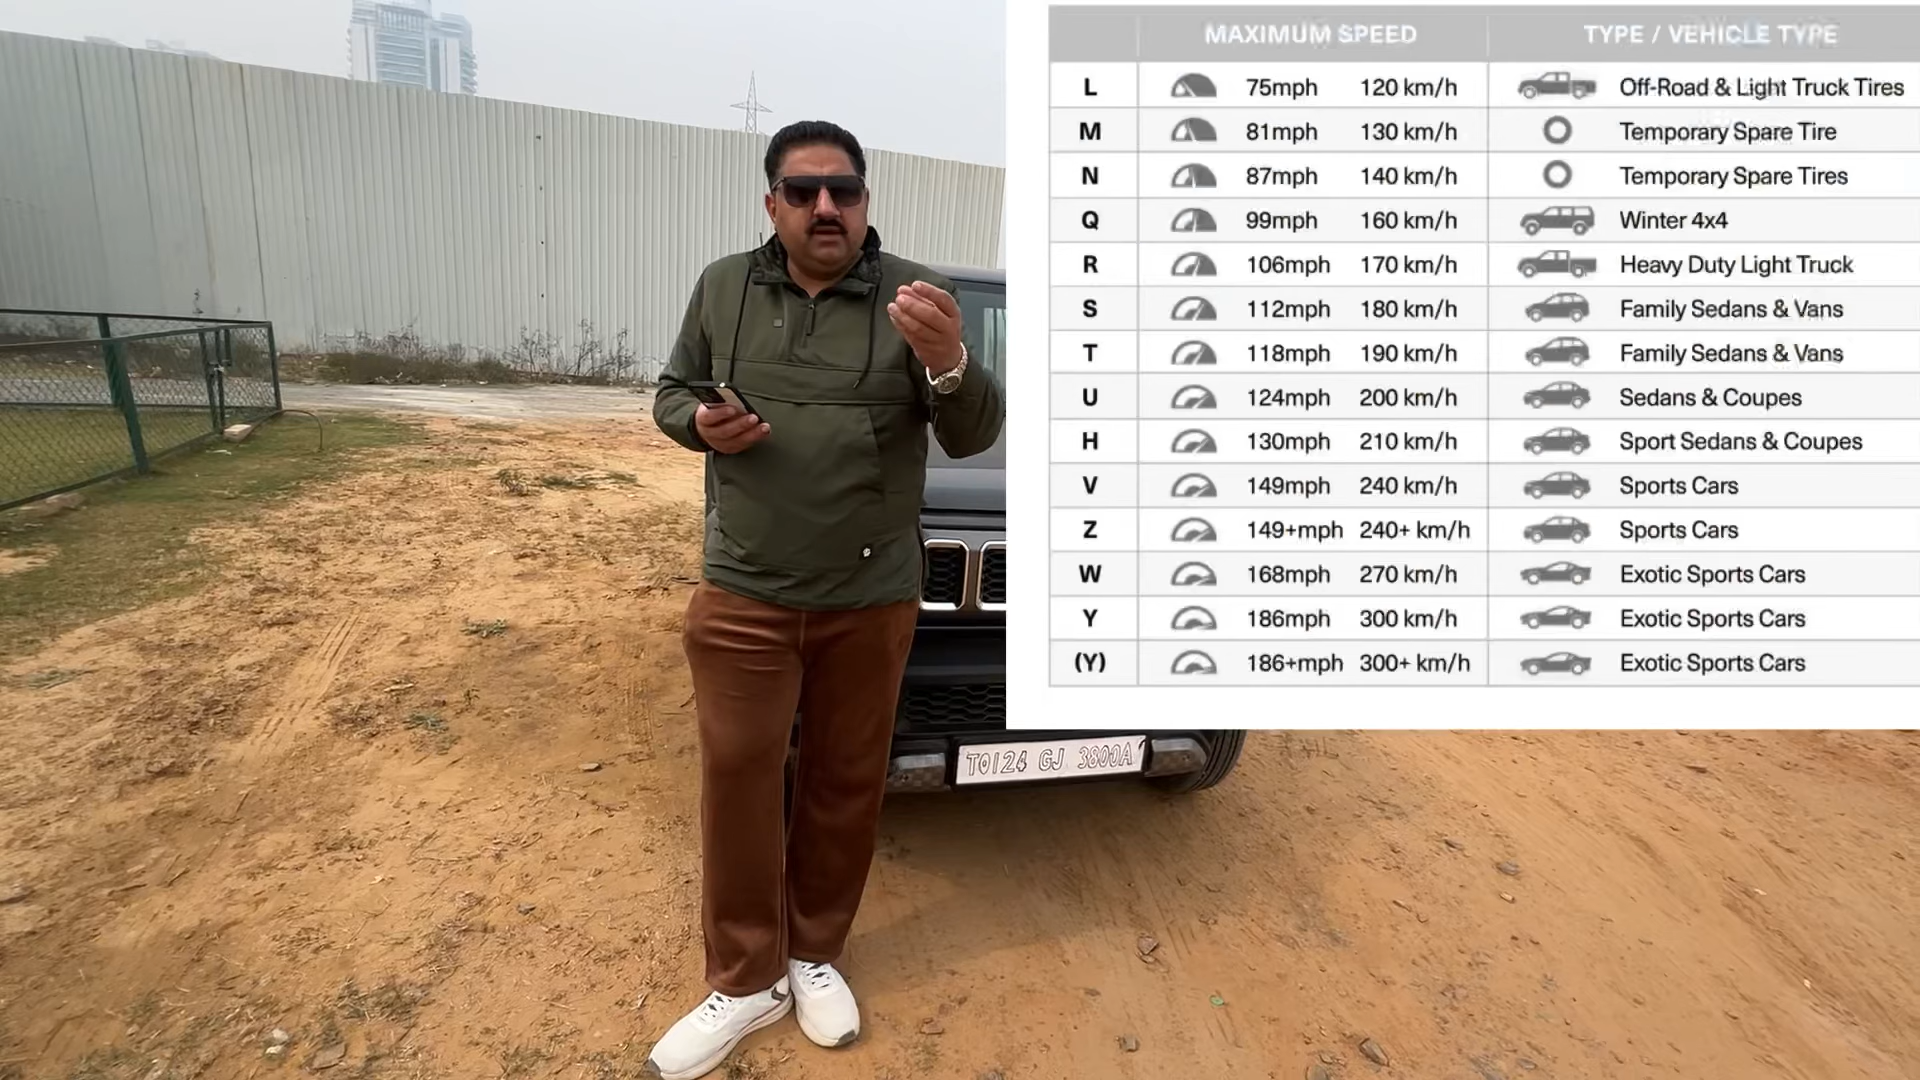 MAXIMUM SPEED TYPE / VEHICLE TYPE
L 75mph 120 km/h Off-Road & Light Truck Tires
M 81mph 130 km/h Temporary Spare Tire
N 87mph 140 km/h Temporary Spare Tires
Q 99mph 160 km/h Winter 4x4
R 106mph 170 km/h Heavy Duty Light Truck
S 112mph 180 km/h Family Sedans & Vans
T 118mph 190 km/h Family Sedans & Vans
U 124mph 200 km/h Sedans & Coupes
H 130mph 210 km/h Sport Sedans & Coupes
V 149mph 240 km/h Sports Cars
Z 149+mph 240+ km/h Sports Cars
W 168mph 270 km/h Exotic Sports Cars
Y 186mph 300 km/h Exotic Sports Cars
(Y) 186+mph 300+ km/h Exotic Sports Cars
T0124 GJ 3800A